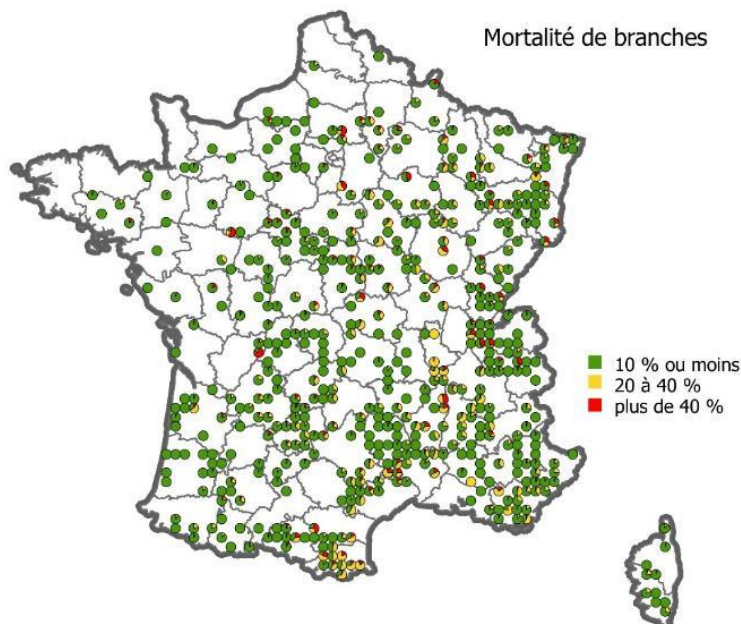 Mortalité de branches
10 % ou moins
20 à 40 %
plus de 40 %